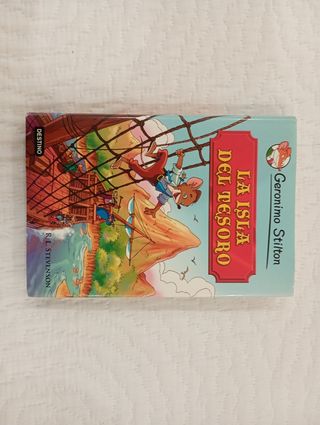 Geronimo Stilton
LA ISLA
DEL TESORO
R. L. STEVENSON
DESTINO